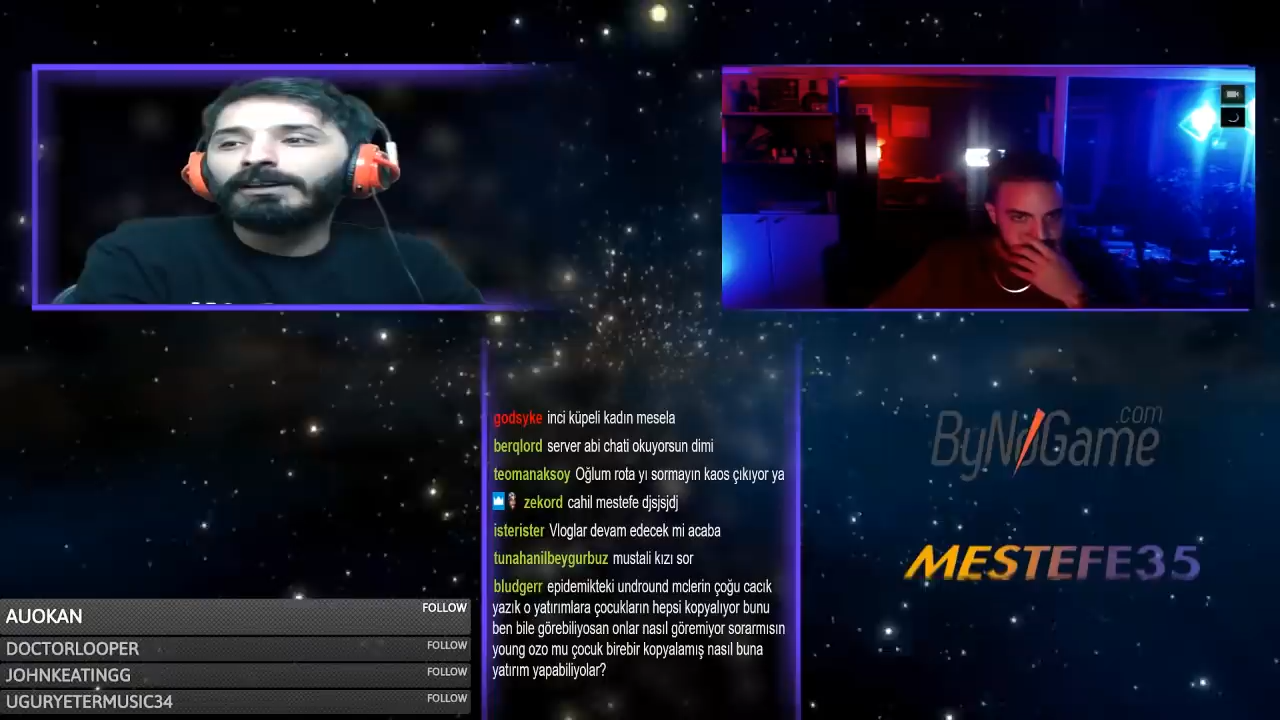 godsyke inci küpeli kadın mesela
berqlord server abi chati okuyorsun dimi
teomanaksoy Oğlum rota yı sormayın kaos çıkıyor ya
zekord cahil mestefe djsjsjdj
isterister Vloglar devam edecek mi acaba
tunahanilbeygurbuz mustali kızı sor
bludgerr epidemikteki undround mclerin çoğu cacık
yazık o yatırımlara çocukların hepsi kopyalıyor bunu
ben bile görebiliyosan onlar nasıl göremiyor sorarmısın
young ozo mu çocuk birebir kopyalamış nasıl buna
yatırım yapabiliyolar?
ByNoGame.com
MESTEFE35
AUOKAN FOLLOW
DOCTORLOOPER FOLLOW
JOHNKEATINGG FOLLOW
UGURYETERMUSIC34 FOLLOW